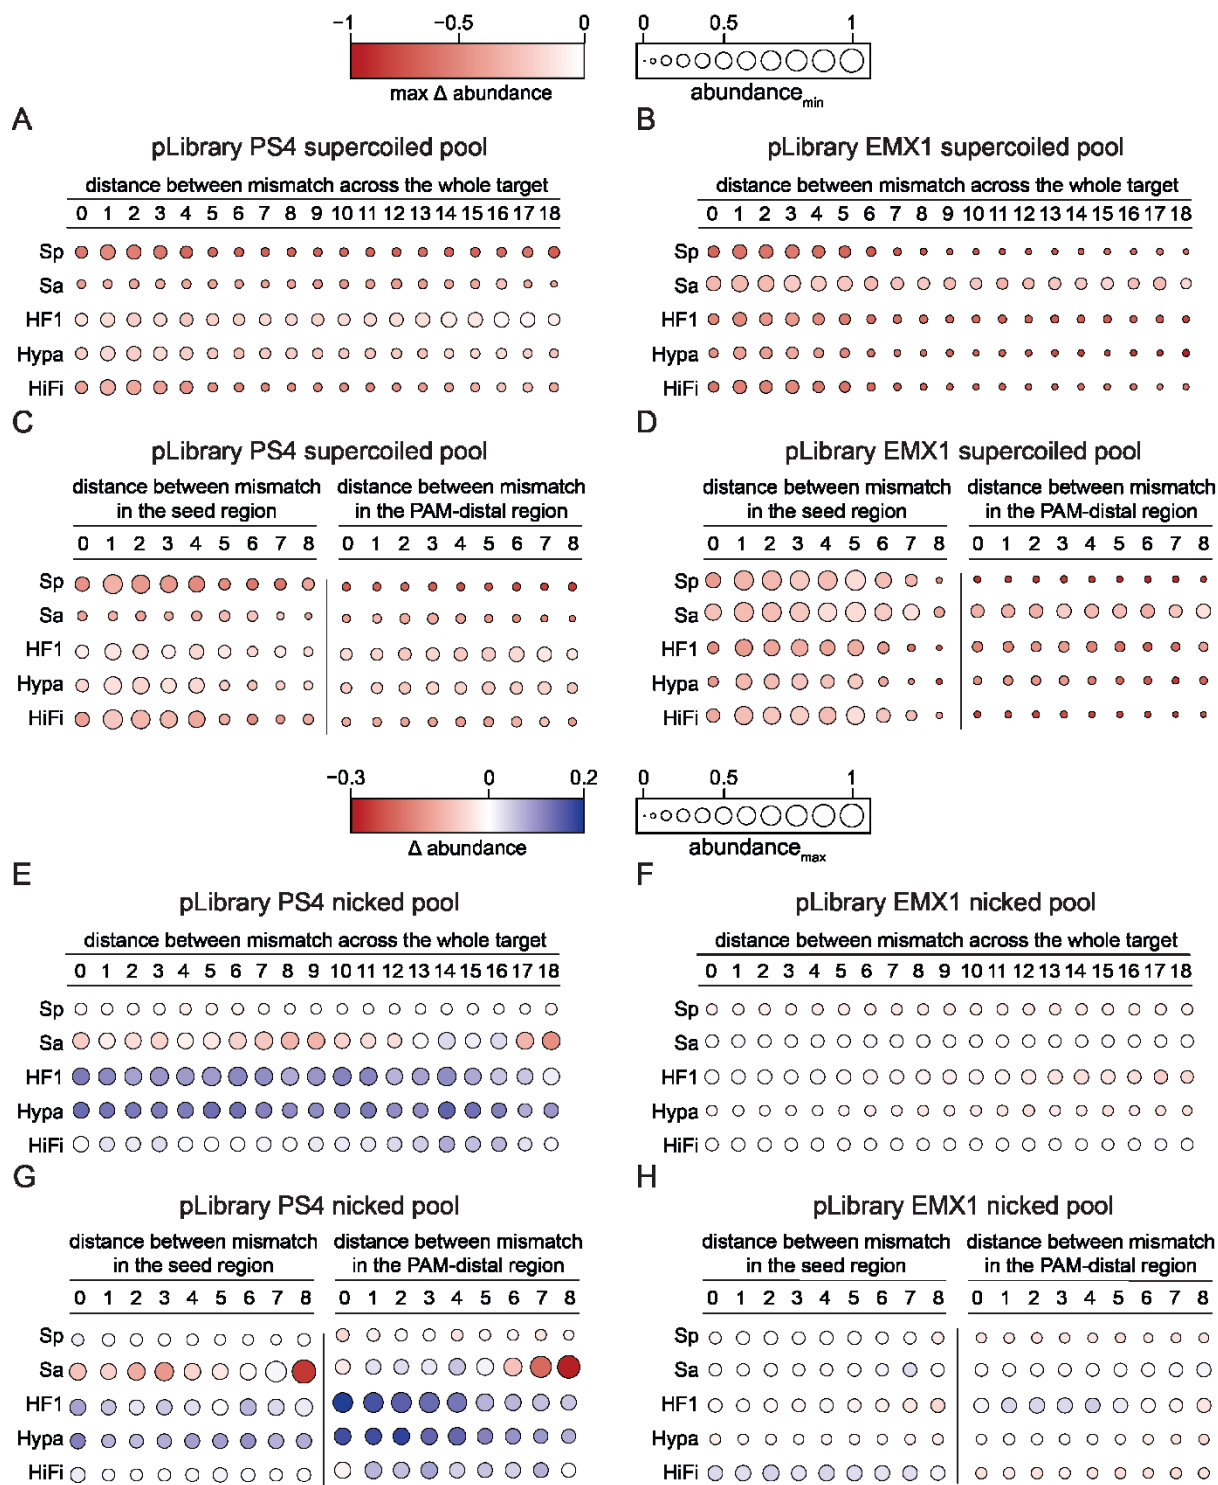 −1 −0.5 0
max Δ abundance
0 0.5 1
abundance min
A
pLibrary PS4 supercoiled pool
distance between mismatch across the whole target
0 1 2 3 4 5 6 7 8 9 10 11 12 13 14 15 16 17 18
Sp
Sa
HF1
Hypa
HiFi
B
pLibrary EMX1 supercoiled pool
distance between mismatch across the whole target
0 1 2 3 4 5 6 7 8 9 10 11 12 13 14 15 16 17 18
Sp
Sa
HF1
Hypa
HiFi
C
pLibrary PS4 supercoiled pool
distance between mismatch
in the seed region
0 1 2 3 4 5 6 7 8
distance between mismatch
in the PAM-distal region
0 1 2 3 4 5 6 7 8
Sp
Sa
HF1
Hypa
HiFi
D
pLibrary EMX1 supercoiled pool
distance between mismatch
in the seed region
0 1 2 3 4 5 6 7 8
distance between mismatch
in the PAM-distal region
0 1 2 3 4 5 6 7 8
Sp
Sa
HF1
Hypa
HiFi
−0.3 0 0.2
Δ abundance
0 0.5 1
abundance max
E
pLibrary PS4 nicked pool
distance between mismatch across the whole target
0 1 2 3 4 5 6 7 8 9 10 11 12 13 14 15 16 17 18
Sp
Sa
HF1
Hypa
HiFi
F
pLibrary EMX1 nicked pool
distance between mismatch across the whole target
0 1 2 3 4 5 6 7 8 9 10 11 12 13 14 15 16 17 18
Sp
Sa
HF1
Hypa
HiFi
G
pLibrary PS4 nicked pool
distance between mismatch
in the seed region
0 1 2 3 4 5 6 7 8
distance between mismatch
in the PAM-distal region
0 1 2 3 4 5 6 7 8
Sp
Sa
HF1
Hypa
HiFi
H
pLibrary EMX1 nicked pool
distance between mismatch
in the seed region
0 1 2 3 4 5 6 7 8
distance between mismatch
in the PAM-distal region
0 1 2 3 4 5 6 7 8
Sp
Sa
HF1
Hypa
HiFi